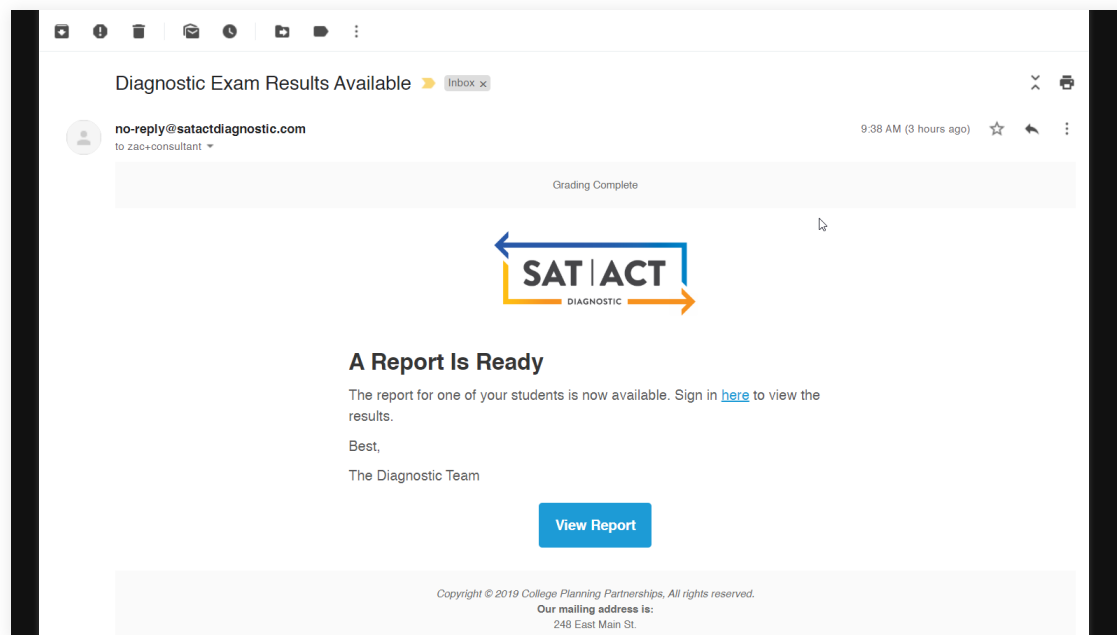 Diagnostic Exam Results Available Inbox x
no-reply@satactdiagnostic.com 9:38 AM (3 hours ago)
to zac+consultant
Grading Complete
SAT|ACT
DIAGNOSTIC
A Report Is Ready
The report for one of your students is now available. Sign in here to view the
results.
Best,
The Diagnostic Team
View Report
Copyright © 2019 College Planning Partnerships, All rights reserved.
Our mailing address is:
248 East Main St.